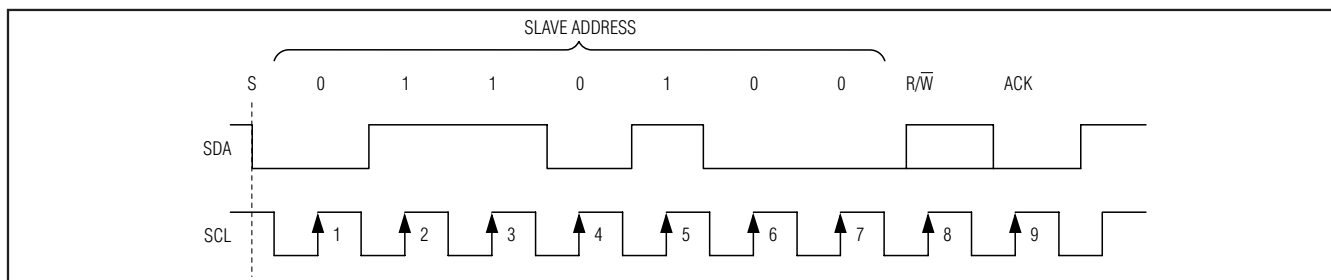 SLAVE ADDRESS
S 0 1 1 0 1 0 0 R/W̅ ACK
SDA
SCL 1 2 3 4 5 6 7 8 9